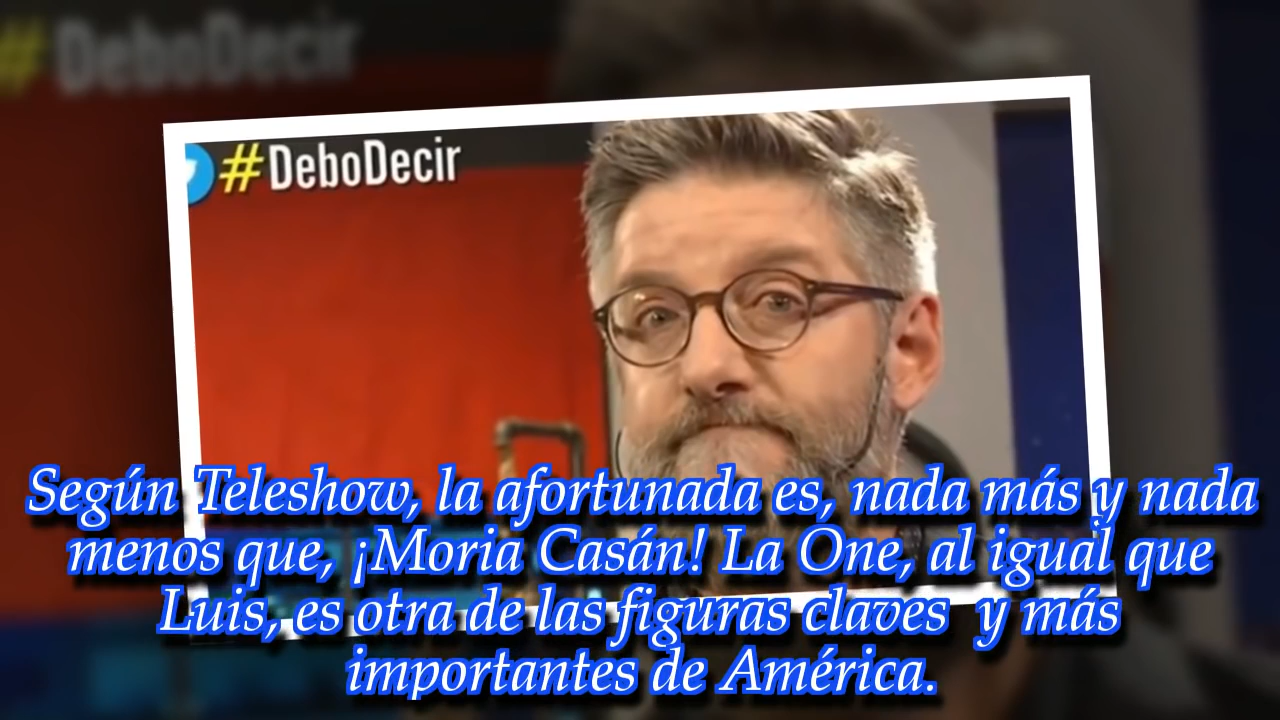 #DeboDecir
#DeboDecir
Según Teleshow, la afortunada es, nada más y nada
menos que, ¡Moria Casán! La One, al igual que
Luis, es otra de las figuras claves  y más
importantes de América.